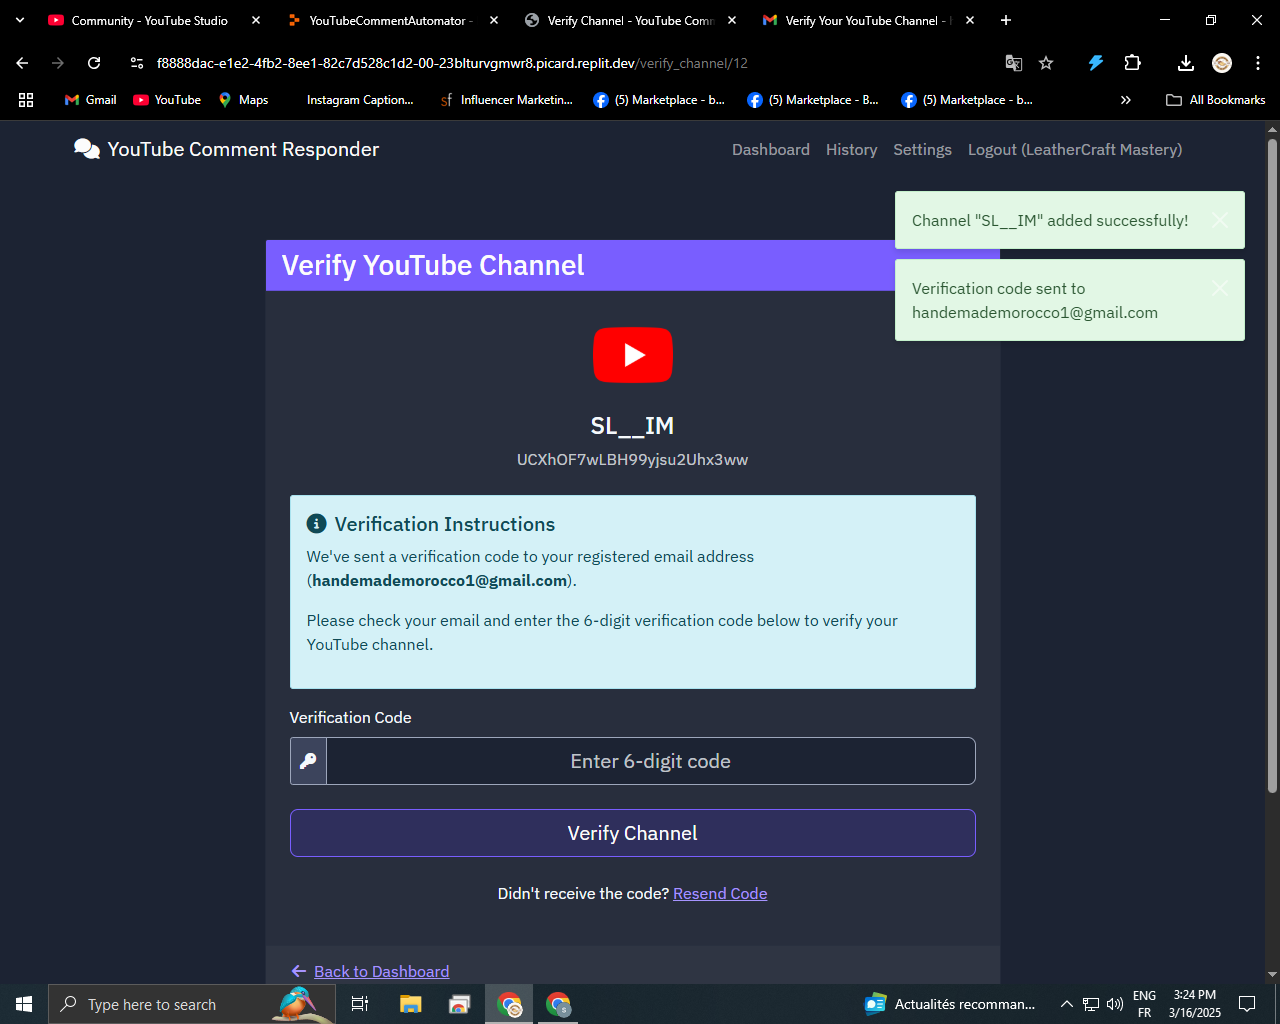 Community - YouTube Studio
YouTubeCommentAutomator -
Verify Channel - YouTube Comm
Verify Your YouTube Channel -
f8888dac-e1e2-4fb2-8ee1-82c7d528c1d2-00-23blturvgmwr8.picard.replit.dev/verify_channel/12
Gmail
YouTube
Maps
Instagram Caption...
sf Influencer Marketin...
(5) Marketplace - b...
(5) Marketplace - B...
(5) Marketplace - b...
All Bookmarks
YouTube Comment Responder
Dashboard
History
Settings
Logout (LeatherCraft Mastery)
Channel "SL__IM" added successfully!
Verification code sent to
handemademorocco1@gmail.com
Verify YouTube Channel
SL__IM
UCXhOF7wLBH99yjsu2Uhx3ww
Verification Instructions
We've sent a verification code to your registered email address
(handemademorocco1@gmail.com).
Please check your email and enter the 6-digit verification code below to verify your
YouTube channel.
Verification Code
Enter 6-digit code
Verify Channel
Didn't receive the code? Resend Code
Back to Dashboard
Type here to search
S
Actualités recomman...
ENG
FR
3:24 PM
3/16/2025